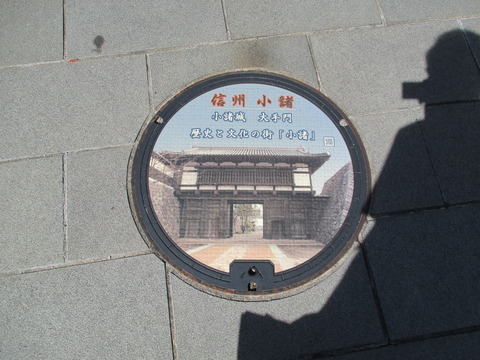 信州 小諸
小諸城 大手門
歴史と文化の街「小諸」